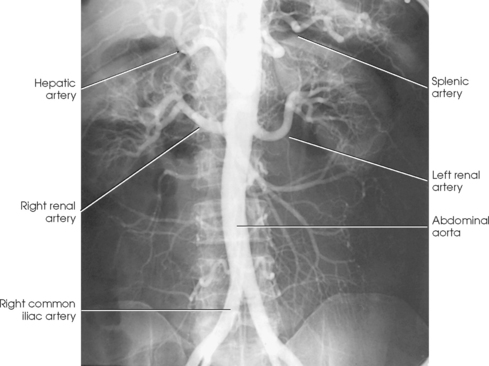 Hepatic
artery
Splenic
artery
Left renal
artery
Right renal
artery
Abdominal
aorta
Right common
iliac artery